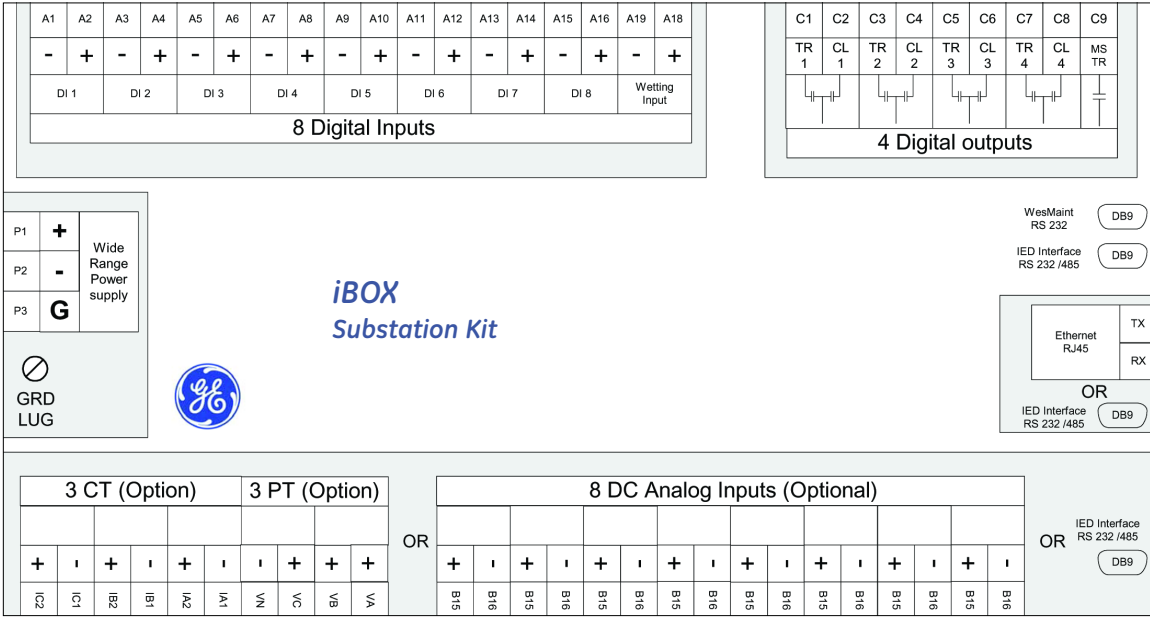 A1 A2 A3 A4 A5 A6 A7 A8 A9 A10 A11 A12 A13 A14 A15 A16 A19 A18
- + - + - + - + - + - + - + - + - +
DI 1 DI 2 DI 3 DI 4 DI 5 DI 6 DI 7 DI 8 Wetting
Input
8 Digital Inputs
C1 C2 C3 C4 C5 C6 C7 C8 C9
TR CL TR CL TR CL TR CL MS
1 1 2 2 3 3 4 4 TR
4 Digital outputs
P1 +
P2 -
P3 G
Wide
Range
Power
supply
GRD
LUG
iBOX
Substation Kit
GE
WesMaint
RS 232
DB9
IED Interface
RS 232 /485
DB9
Ethernet
RJ45
TX
RX
OR
IED Interface
RS 232 /485
DB9
3 CT (Option) 3 PT (Option)
+ - + - + - - + + +
IC2 IC1 IB2 IB1 IA2 IA1 VN VC VB VA
OR
8 DC Analog Inputs (Optional)
+ - + - + - + - + - + - + - + -
B15 B16 B15 B16 B15 B16 B15 B16 B15 B16 B15 B16 B15 B16 B15 B16
OR
IED Interface
RS 232 /485
DB9